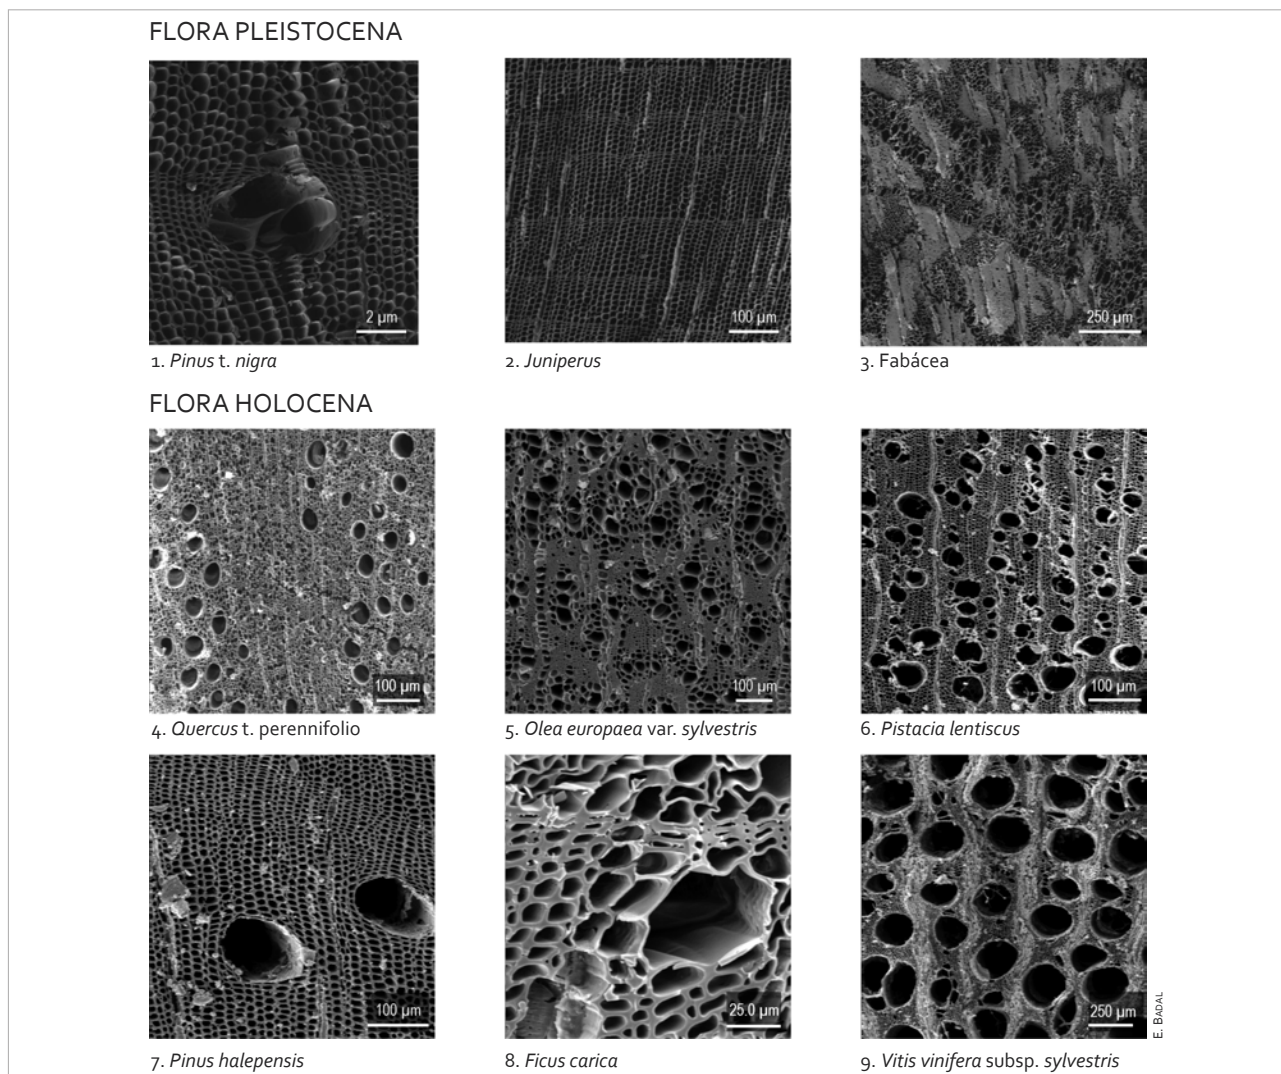 FLORA PLEISTOCENA
2 µm
100 µm
250 µm
1. Pinus t. nigra
2. Juniperus
3. Fabácea
FLORA HOLOCENA
100 µm
100 µm
100 µm
4. Quercus t. perennifolio
5. Olea europaea var. sylvestris
6. Pistacia lentiscus
100 µm
25.0 µm
250 µm
E. BADAL
7. Pinus halepensis
8. Ficus carica
9. Vitis vinifera subsp. sylvestris